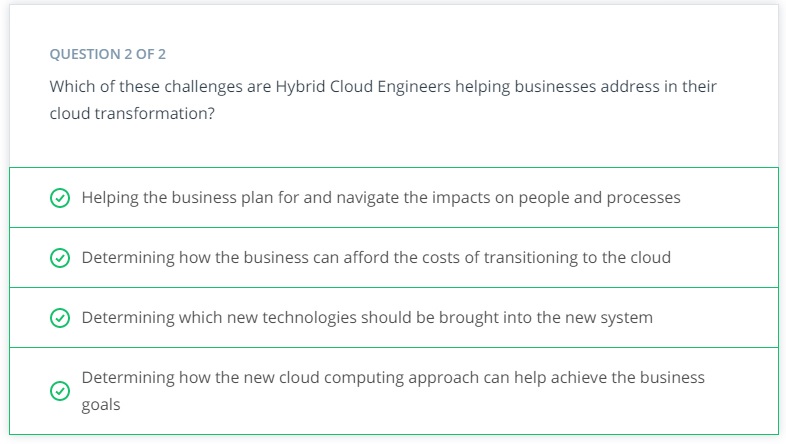 QUESTION 2 OF 2
Which of these challenges are Hybrid Cloud Engineers helping businesses address in their
cloud transformation?
Helping the business plan for and navigate the impacts on people and processes
Determining how the business can afford the costs of transitioning to the cloud
Determining which new technologies should be brought into the new system
Determining how the new cloud computing approach can help achieve the business
goals